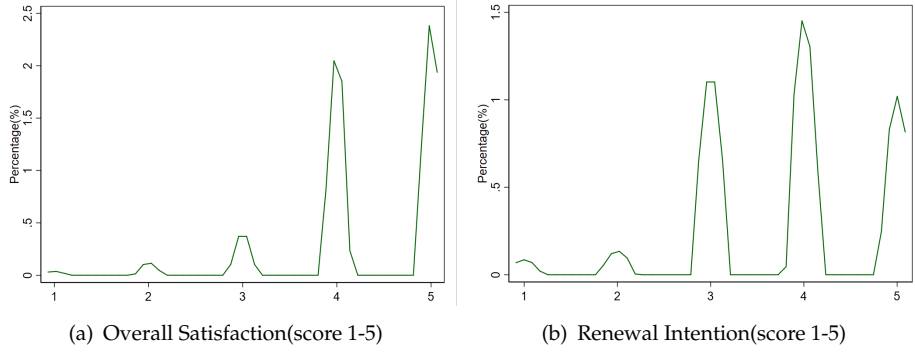 Percentage(%)
2.5
2
1.5
1
.5
0
1 2 3 4 5
(a) Overall Satisfaction(score 1-5)
Percentage(%)
1.5
1
.5
0
1 2 3 4 5
(b) Renewal Intention(score 1-5)